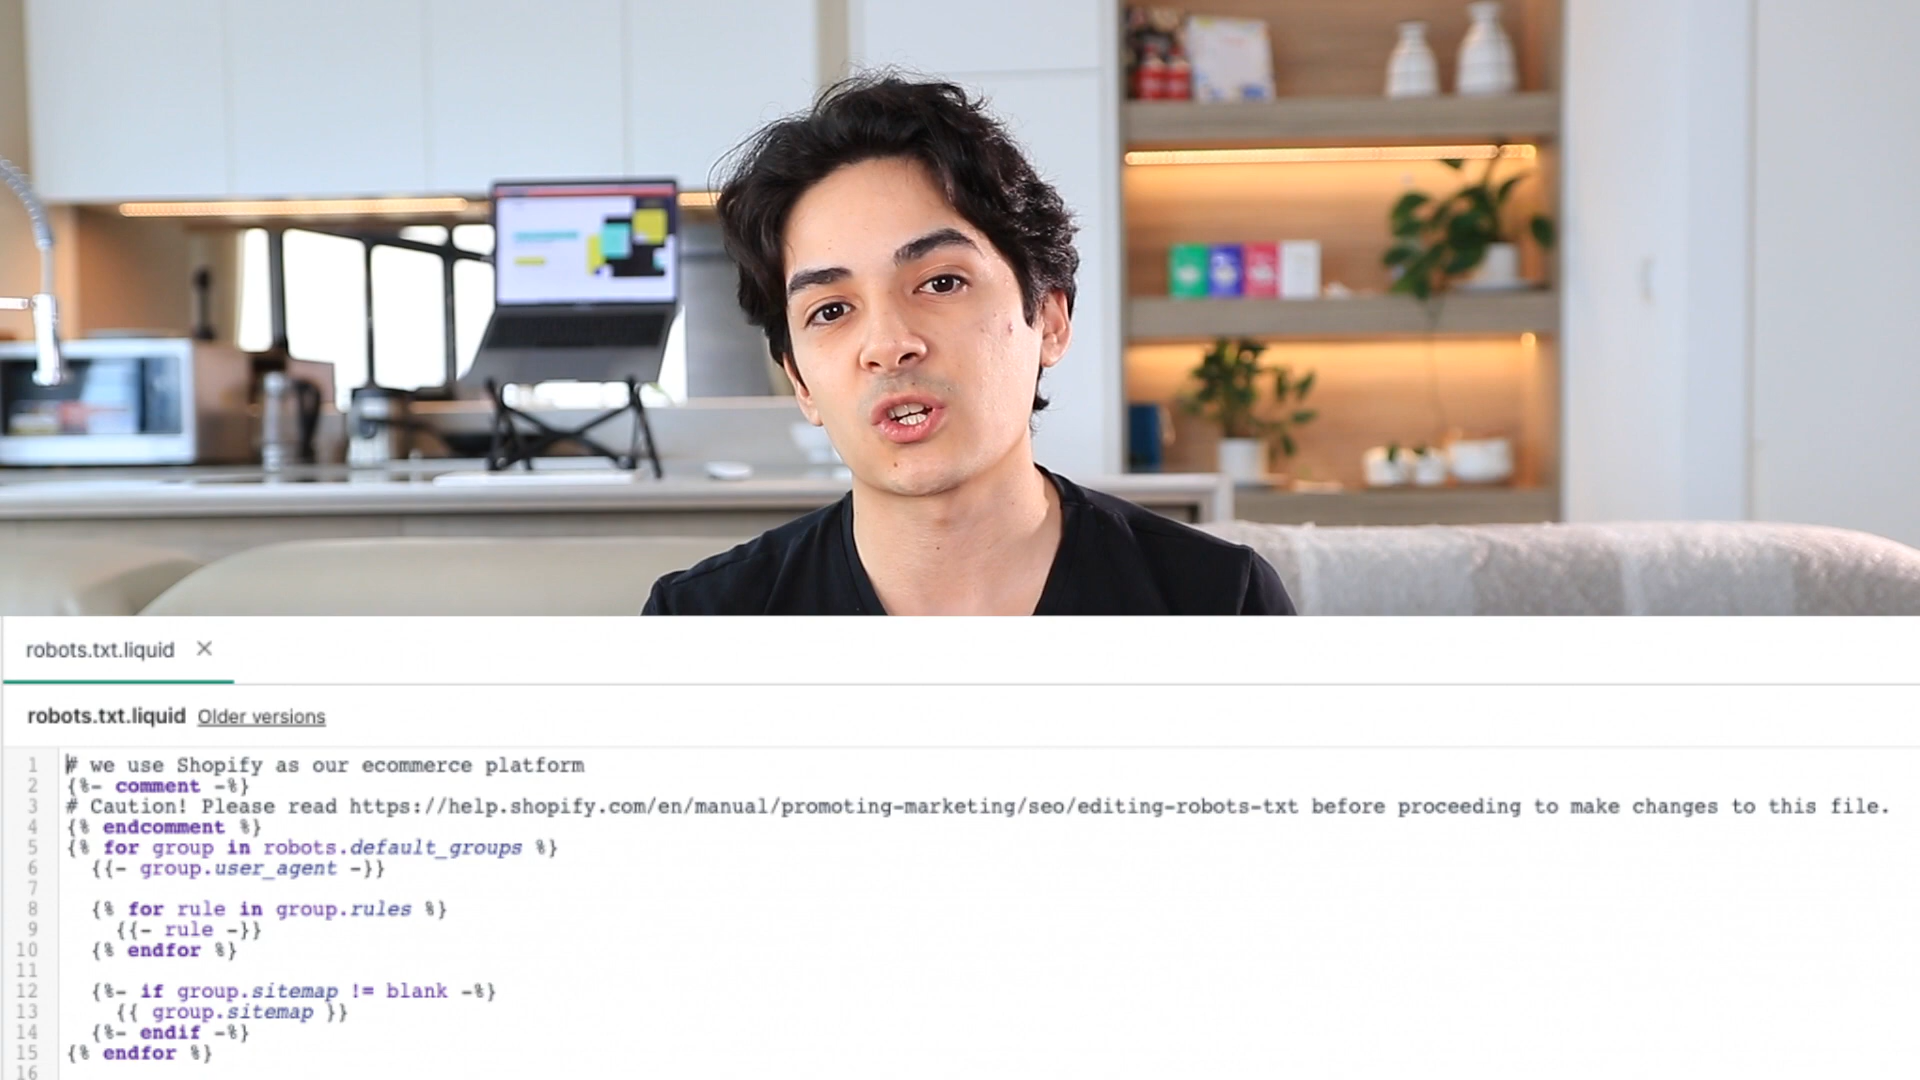 robots.txt.liquid ×
robots.txt.liquid Older versions
1 # we use Shopify as our ecommerce platform
2 {%- comment -%}
3 # Caution! Please read https://help.shopify.com/en/manual/promoting-marketing/seo/editing-robots-txt before proceeding to make changes to this file.
4 {% endcomment %}
5 {% for group in robots.default_groups %}
6 {{- group.user_agent -}}
7
8 {% for rule in group.rules %}
9 {{- rule -}}
10 {% endfor %}
11
12 {%- if group.sitemap != blank -%}
13 {{ group.sitemap }}
14 {%- endif -%}
15 {% endfor %}
16